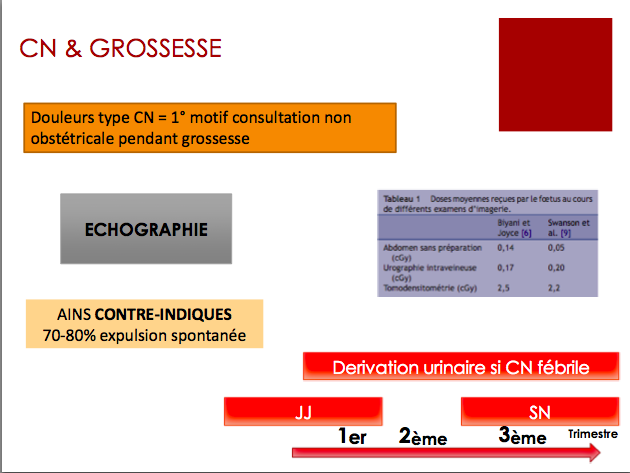 CN & GROSSESSE
Douleurs type CN = 1° motif consultation non
obstétricale pendant grossesse
ECHOGRAPHIE
Tableau 1 Doses moyennes reçues par le fœtus au cours
de différents examens d'imagerie.
Biyani et Swanson et
Joyce [6] al. [9]
Abdomen sans préparation 0,14 0,05
(cGy)
Urographie intraveineuse 0,17 0,20
(cGy)
Tomodensitométrie (cGy) 2,5 2,2
AINS CONTRE-INDIQUES
70-80% expulsion spontanée
Derivation urinaire si CN fébrile
JJ SN
1er 2ème 3ème Trimestre